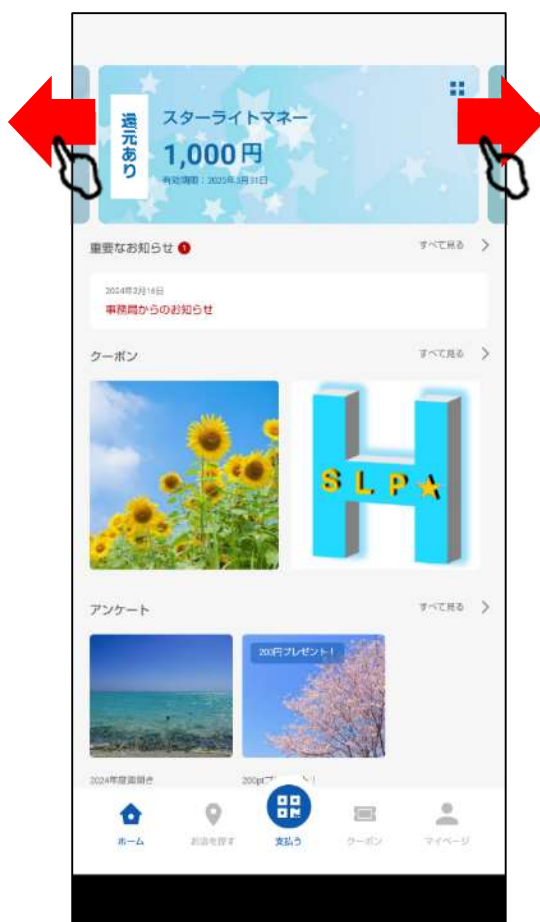 還元あり
スターライトマネー
1,000円
有効期限：2025年3月31日
重要なお知らせ 1
すべて見る
2024年2月16日
事務局からのお知らせ
クーポン
すべて見る
SLP★
アンケート
すべて見る
200円プレゼント！
2024年度海開き
ホーム
お店を探す
支払う
クーポン
マイページ